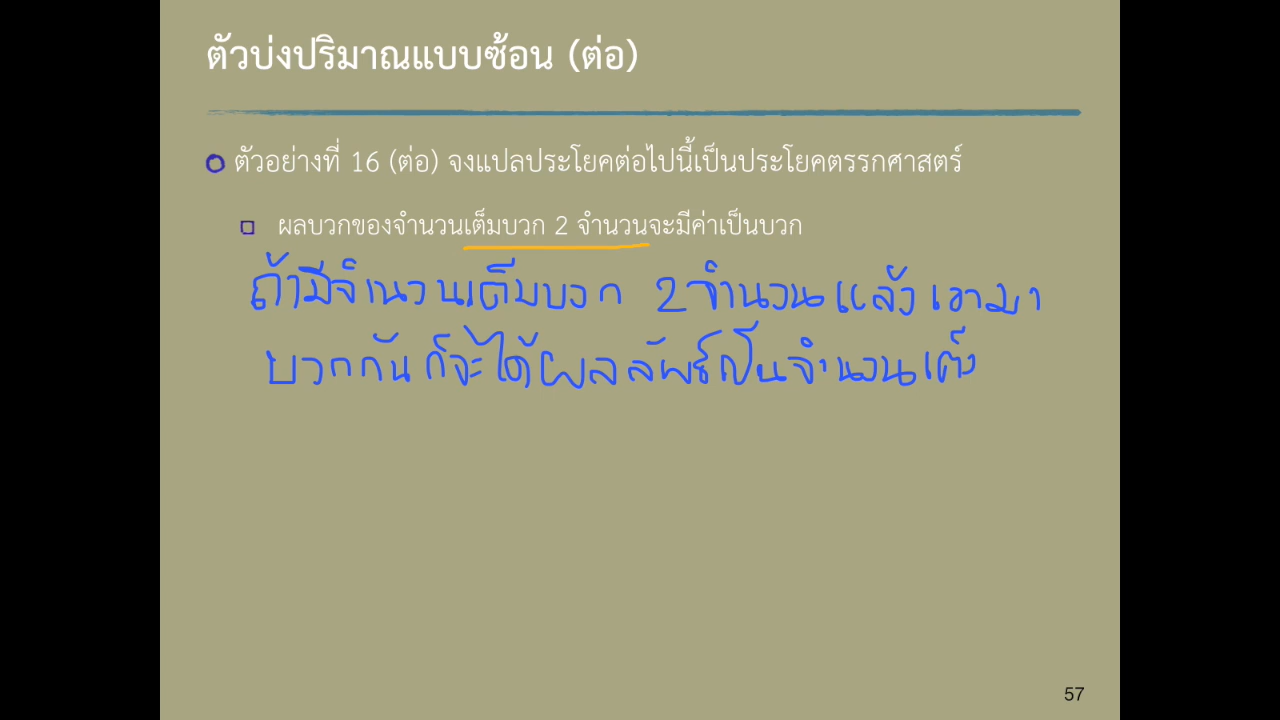 ตัวบ่งปริมาณแบบซ้อน (ต่อ)
ตัวอย่างที่ 16 (ต่อ) จงแปลประโยคต่อไปนี้เป็นประโยคตรรกศาสตร์
ผลบวกของจำนวนเต็มบวก 2 จำนวนจะมีค่าเป็นบวก
ถ้ามีจำนวนเต็มบวก 2 จำนวนแล้วเอามา
บวกกันก็จะได้ผลลัพธ์เป็นจำนวน
57